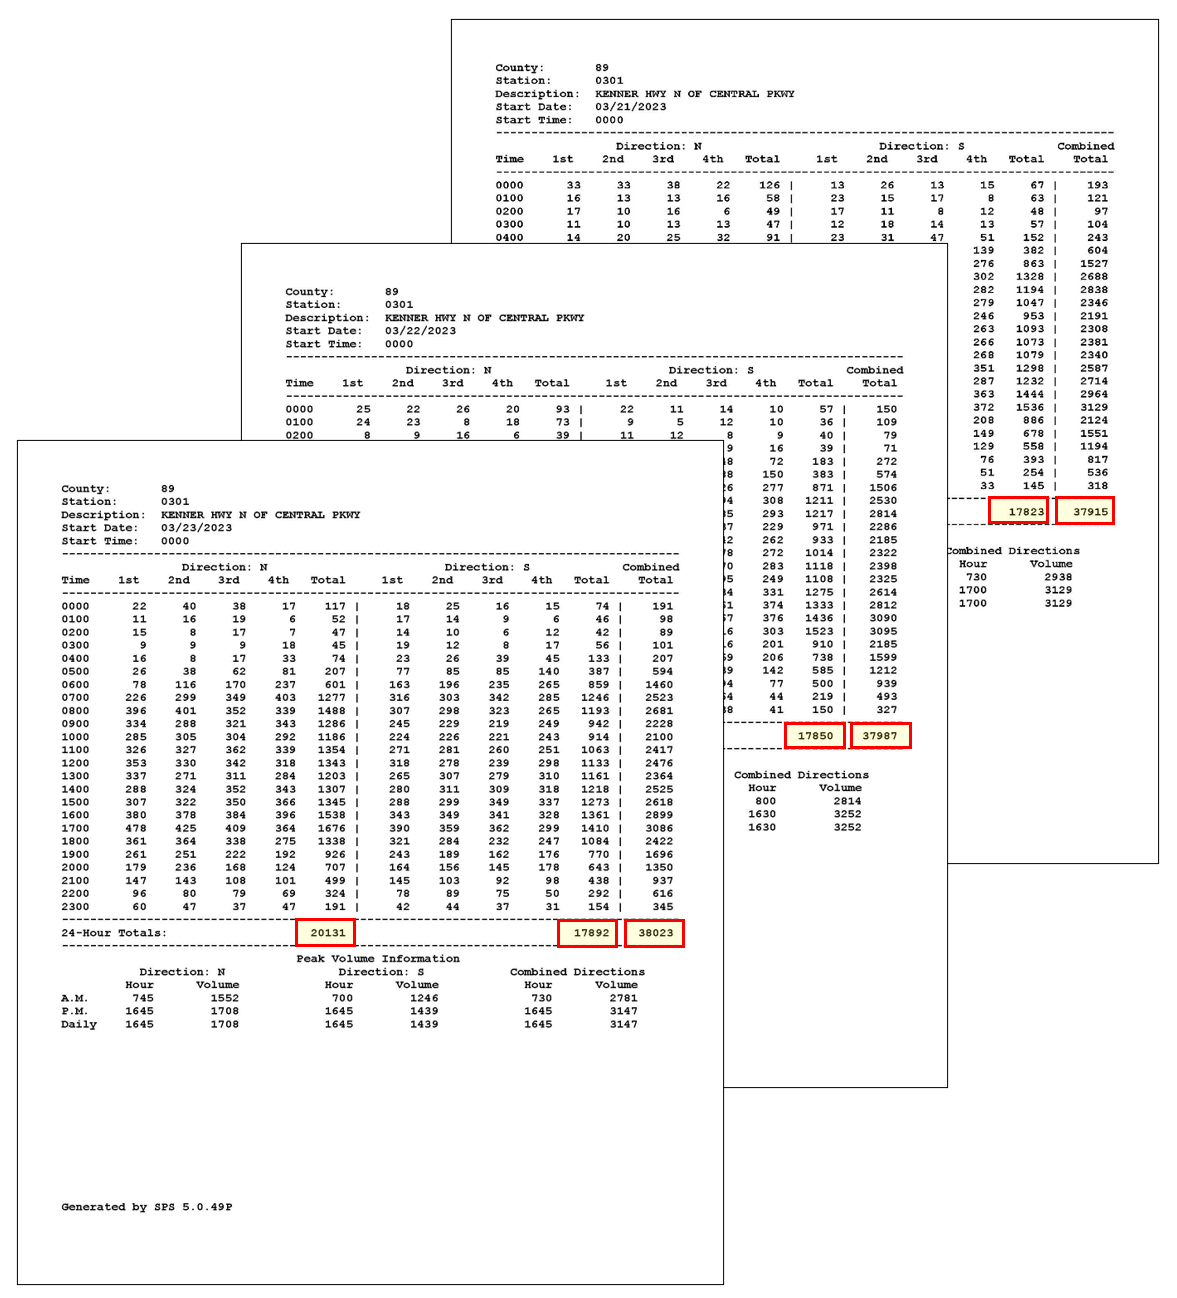 County: 89
Station: 0301
Description: KENNER HWY N OF CENTRAL PKWY
Start Date: 03/21/2023
Start Time: 0000
Direction: N Direction: S Combined
Time 1st 2nd 3rd 4th Total 1st 2nd 3rd 4th Total Total
0000 33 33 38 22 126 | 13 26 13 15 67 | 193
0100 16 13 13 16 58 | 23 15 17 8 63 | 121
0200 17 10 16 6 49 | 17 11 8 12 48 | 97
0300 11 10 13 13 47 | 12 18 14 13 57 | 104
0400 14 20 25 32 91 | 23 31 47 51 152 | 243
139 382 | 604
276 863 | 1527
302 1328 | 2688
282 1194 | 2838
279 1047 | 2346
246 953 | 2191
263 1093 | 2308
266 1073 | 2381
268 1079 | 2340
351 1298 | 2587
287 1232 | 2714
363 1444 | 2964
372 1536 | 3129
208 886 | 2124
149 678 | 1551
129 558 | 1194
76 393 | 817
51 254 | 536
33 145 | 318
17823 37915
Combined Directions
Hour Volume
730 2938
1700 3129
1700 3129
County: 89
Station: 0301
Description: KENNER HWY N OF CENTRAL PKWY
Start Date: 03/22/2023
Start Time: 0000
Direction: N Direction: S Combined
Time 1st 2nd 3rd 4th Total 1st 2nd 3rd 4th Total Total
0000 25 22 26 20 93 | 22 11 14 10 57 | 150
0100 24 23 8 18 73 | 9 5 12 10 36 | 109
0200 8 9 16 6 39 | 11 12 8 9 40 | 79
9 16 39 | 71
72 183 | 272
150 383 | 574
277 871 | 1506
308 1211 | 2530
293 1217 | 2814
229 971 | 2286
262 933 | 2185
272 1014 | 2322
283 1118 | 2398
249 1108 | 2325
331 1275 | 2614
374 1333 | 2812
376 1436 | 3090
303 1523 | 3095
201 910 | 2185
206 738 | 1599
142 585 | 1212
77 500 | 939
44 219 | 493
41 150 | 327
17850 37987
Combined Directions
Hour Volume
800 2814
1630 3252
1630 3252
County: 89
Station: 0301
Description: KENNER HWY N OF CENTRAL PKWY
Start Date: 03/23/2023
Start Time: 0000
Direction: N Direction: S Combined
Time 1st 2nd 3rd 4th Total 1st 2nd 3rd 4th Total Total
0000 22 40 38 17 117 | 18 25 16 15 74 | 191
0100 11 16 19 6 52 | 17 14 9 6 46 | 98
0200 15 8 17 7 47 | 14 10 6 12 42 | 89
0300 9 9 9 18 45 | 19 12 8 17 56 | 101
0400 16 8 17 33 74 | 23 26 39 45 133 | 207
0500 26 38 62 81 207 | 77 85 85 140 387 | 594
0600 78 116 170 237 601 | 163 196 235 265 859 | 1460
0700 226 299 349 403 1277 | 316 303 342 285 1246 | 2523
0800 396 401 352 339 1488 | 307 298 323 265 1193 | 2681
0900 334 288 321 343 1286 | 245 229 219 249 942 | 2228
1000 285 305 304 292 1186 | 224 226 221 243 914 | 2100
1100 326 327 362 339 1354 | 271 281 260 251 1063 | 2417
1200 353 330 342 318 1343 | 318 278 239 298 1133 | 2476
1300 337 271 311 284 1203 | 265 307 279 310 1161 | 2364
1400 288 324 352 343 1307 | 280 311 309 318 1218 | 2525
1500 307 322 350 366 1345 | 288 299 349 337 1273 | 2618
1600 380 378 384 396 1538 | 343 349 341 328 1361 | 2899
1700 478 425 409 364 1676 | 390 359 362 299 1410 | 3086
1800 361 364 338 275 1338 | 321 284 232 247 1084 | 2422
1900 261 251 222 192 926 | 243 189 162 176 770 | 1696
2000 179 236 168 124 707 | 164 156 145 178 643 | 1350
2100 147 143 108 101 499 | 145 103 92 98 438 | 937
2200 96 80 79 69 324 | 78 89 75 50 292 | 616
2300 60 47 37 47 191 | 42 44 37 31 154 | 345
24-Hour Totals: 20131 17892 38023
Peak Volume Information
Direction: N Direction: S Combined Directions
Hour Volume Hour Volume Hour Volume
A.M. 745 1552 700 1246 730 2781
P.M. 1645 1708 1645 1439 1645 3147
Daily 1645 1708 1645 1439 1645 3147
Generated by SPS 5.0.49P